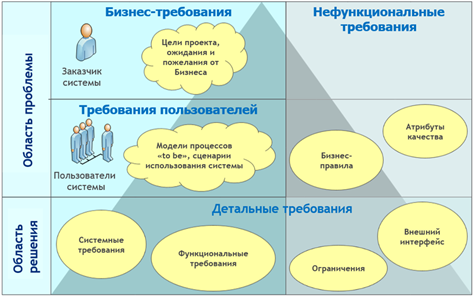 Бизнес-требования
Нефункциональные
требования
Область проблемы
Заказчик
системы
Цели проекта,
ожидания и
пожелания от
Бизнеса
Требования пользователей
Пользователи
системы
Модели процессов
«to be», сценарии
использования системы
Бизнес-
правила
Атрибуты
качества
Область
решения
Детальные требования
Системные
требования
Функциональные
требования
Ограничения
Внешний
интерфейс